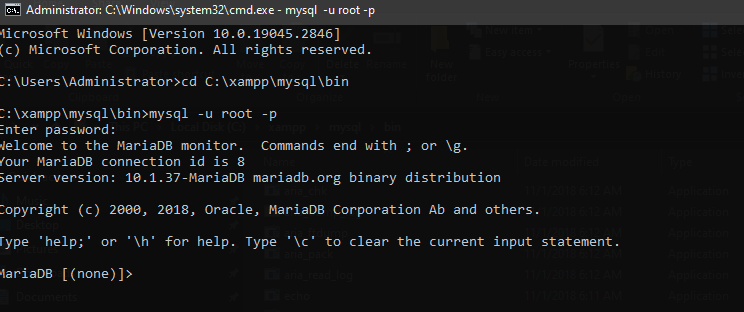 Administrator: C:\Windows\system32\cmd.exe - mysql -u root -p
Microsoft Windows [Version 10.0.19045.2846]
(c) Microsoft Corporation. All rights reserved.
C:\Users\Administrator>cd C:\xampp\mysql\bin
C:\xampp\mysql\bin>mysql -u root -p
Enter password:
Welcome to the MariaDB monitor.  Commands end with ; or \g.
Your MariaDB connection id is 8
Server version: 10.1.37-MariaDB mariadb.org binary distribution
Copyright (c) 2000, 2018, Oracle, MariaDB Corporation Ab and others.
Type 'help;' or '\h' for help. Type '\c' to clear the current input statement.
MariaDB [(none)]>